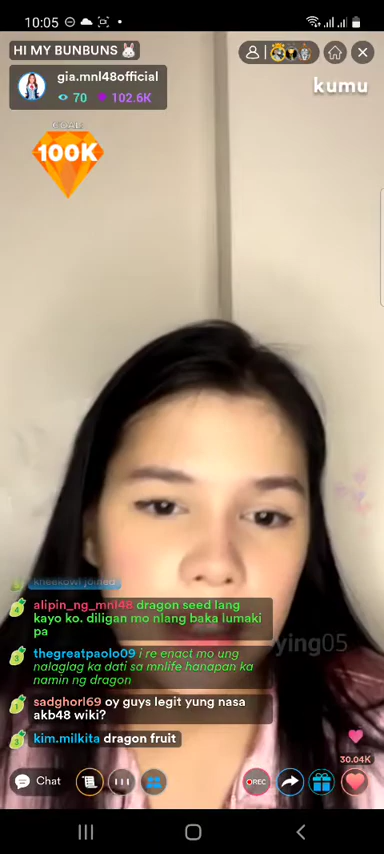 10:05
HI MY BUNBUNS 🐰
gia.mnl48official
70 102.6K
kumu
GOAL:
100K
kheekowl joined
alipin_ng_mnl48 dragon seed lang
kayo ko. diligan mo nlang baka lumaki
pa
ying05
thegreatpaolo09 i re enact mo ung
nalaglag ka dati sa mnlife hanapan ka
namin ng dragon
sadghorl69 oy guys legit yung nasa
akb48 wiki?
kim.milkita dragon fruit
30.04K
Chat
REC